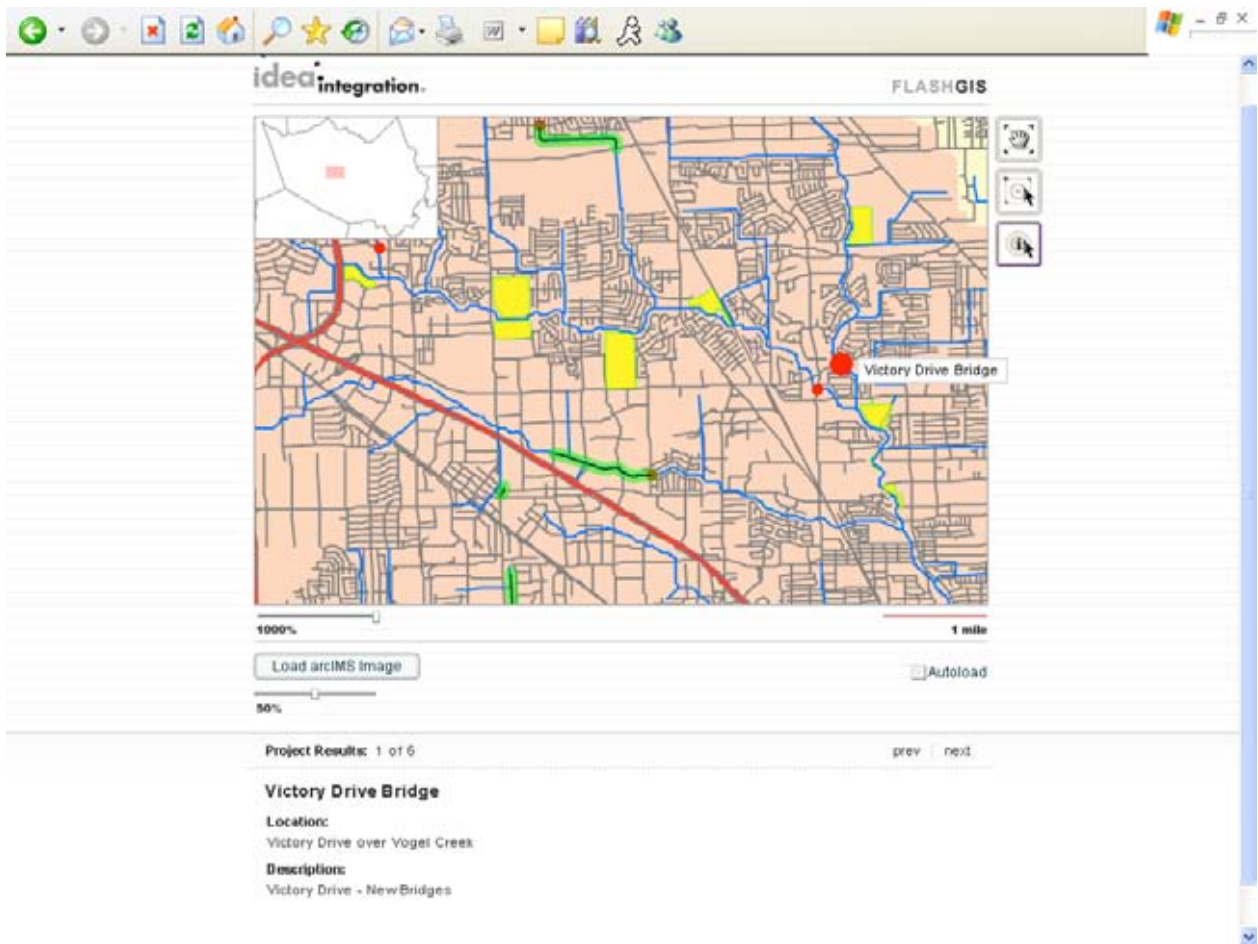 idea integration.
FLASHGIS
Victory Drive Bridge
1000%
1 mile
Load arcIMS Image
Autoload
50%
Project Results: 1 of 6
prev next
Victory Drive Bridge
Location:
Victory Drive over Vogel Creek
Description:
Victory Drive - New Bridges